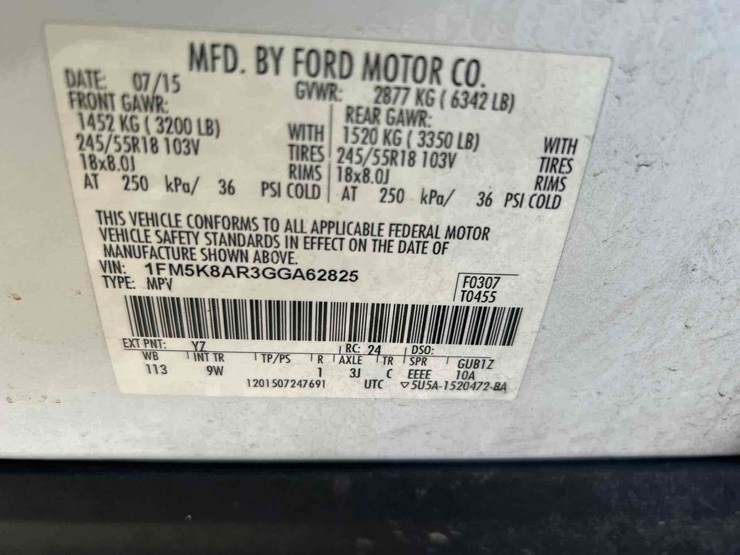 MFD. BY FORD MOTOR CO.
DATE: 07/15 GVWR: 2877 KG ( 6342 LB)
FRONT GAWR: REAR GAWR:
1452 KG ( 3200 LB) WITH 1520 KG ( 3350 LB) WITH
245/55R18 103V TIRES 245/55R18 103V TIRES
18x8.0J RIMS 18x8.0J RIMS
AT 250 kPa/ 36 PSI COLD AT 250 kPa/ 36 PSI COLD
THIS VEHICLE CONFORMS TO ALL APPLICABLE FEDERAL MOTOR
VEHICLE SAFETY STANDARDS IN EFFECT ON THE DATE OF
MANUFACTURE SHOWN ABOVE.
VIN: 1FM5K8AR3GGA62825 F0307
TYPE: MPV T0455
EXT PNT: YZ RC: 24 DSO:
WB INT TR TP/PS R AXLE TR SPR GUB1Z
113 9W 1 3J C EEEE 10A
1201507247691 UTC ▽5U5A-1520472-BA